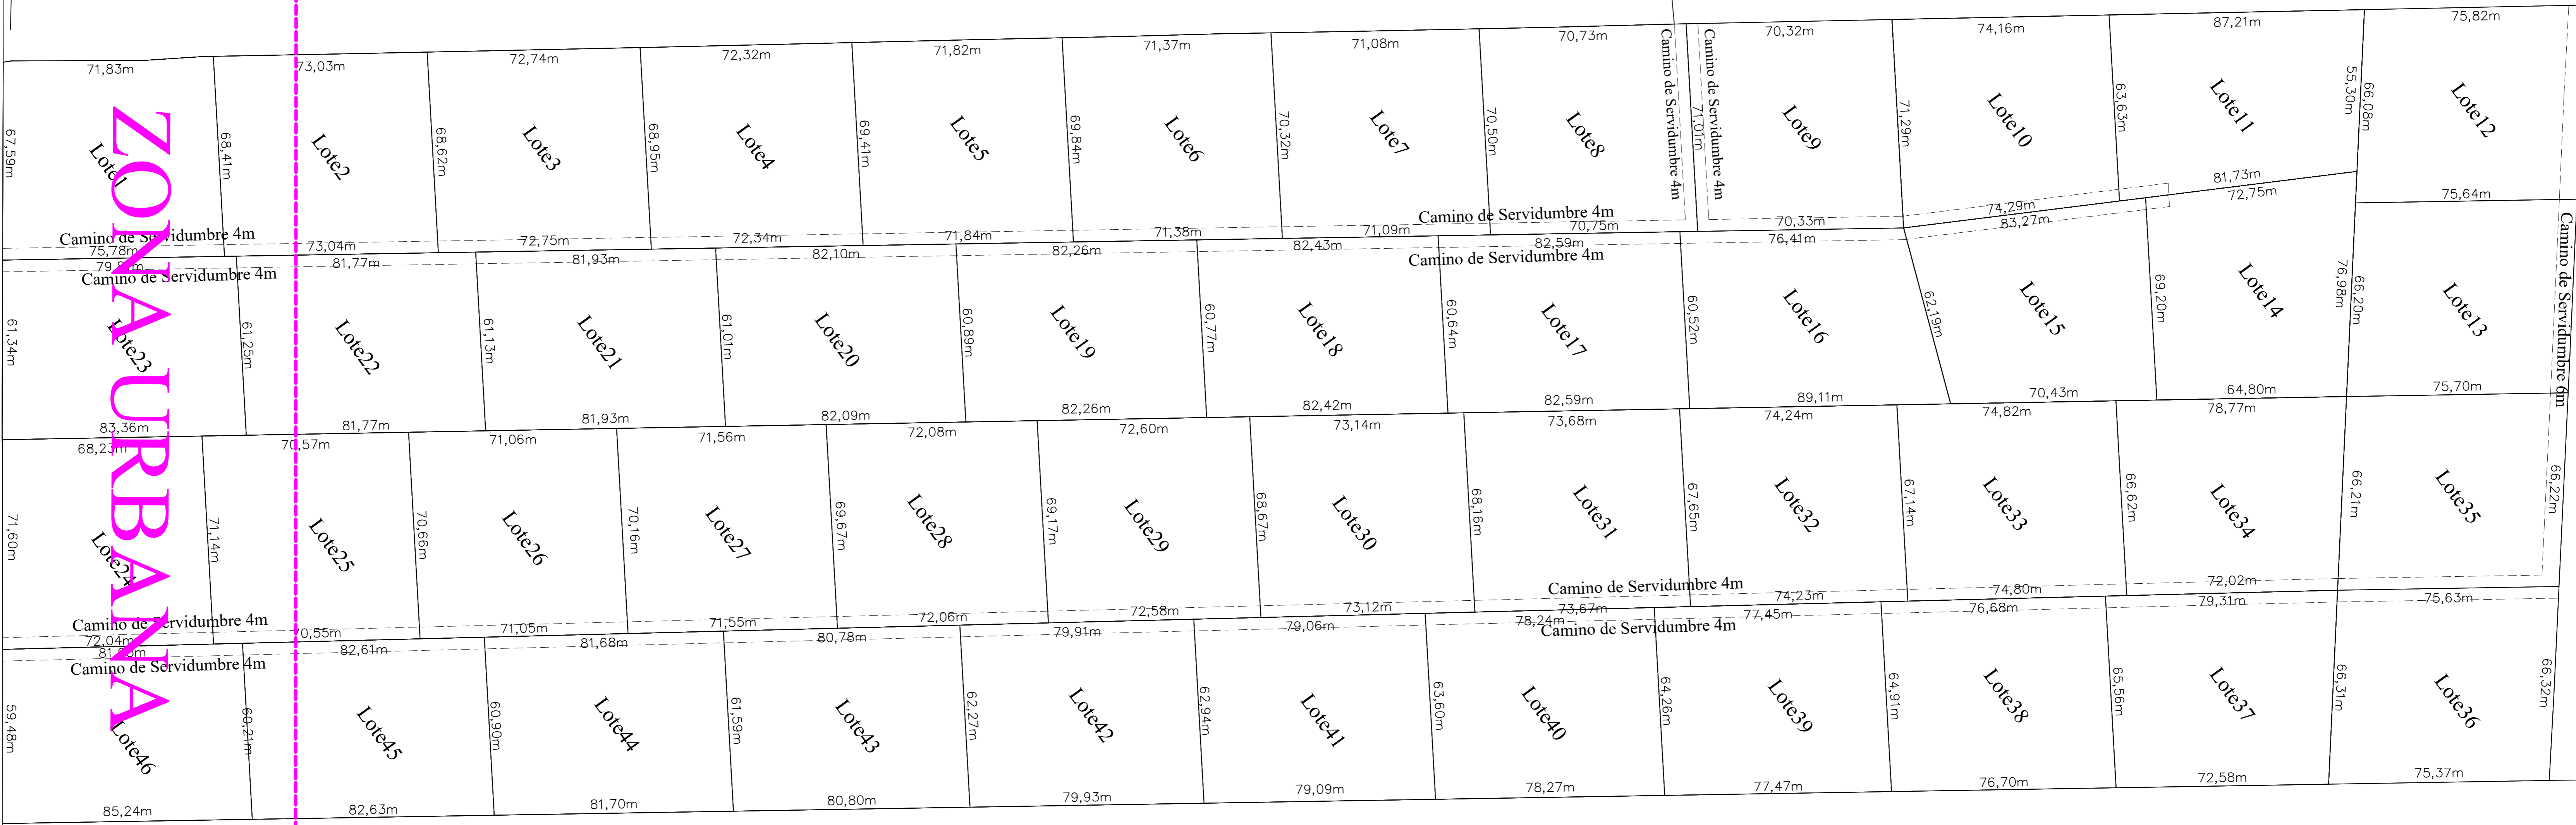 71,83m
73,03m
72,74m
72,32m
71,82m
71,37m
71,08m
70,73m
Camino de Servidumbre 4m
Camino de Servidumbre 4m
70,32m
74,16m
87,21m
75,82m
67,59m
Lote1
68,41m
Lote2
68,62m
Lote3
68,95m
Lote4
69,41m
Lote5
69,84m
Lote6
70,32m
Lote7
70,50m
Lote8
71,01m
Lote9
71,29m
Lote10
63,63m
Lote11
55,30m
66,08m
Lote12
ZONA URBANA
Camino de Servidumbre 4m
75,78m
73,04m
72,75m
72,34m
71,84m
71,38m
Camino de Servidumbre 4m
71,09m
70,75m
70,33m
74,29m
81,73m
75,64m
Camino de Servidumbre 4m
81,77m
81,93m
82,10m
82,26m
82,43m
82,59m
Camino de Servidumbre 4m
76,41m
83,27m
72,75m
Camino de Servidumbre 6m
61,34m
Lote23
61,25m
Lote22
61,13m
Lote21
61,01m
Lote20
60,89m
Lote19
60,77m
Lote18
60,64m
Lote17
60,52m
Lote16
62,19m
Lote15
69,20m
Lote14
76,98m
66,20m
Lote13
83,36m
81,77m
81,93m
82,09m
82,26m
82,42m
82,59m
89,11m
70,43m
64,80m
75,70m
68,23m
70,57m
71,06m
71,56m
72,08m
72,60m
73,14m
73,68m
74,24m
74,82m
78,77m
71,60m
Lote24
71,14m
Lote25
70,66m
Lote26
70,16m
Lote27
69,67m
Lote28
69,17m
Lote29
68,67m
Lote30
68,16m
Lote31
67,65m
Lote32
67,14m
Lote33
66,62m
Lote34
66,21m
Lote35
66,22m
Camino de Servidumbre 4m
72,04m
70,55m
71,05m
71,55m
72,06m
72,58m
73,12m
Camino de Servidumbre 4m
73,67m
74,23m
74,80m
72,02m
Camino de Servidumbre 4m
82,61m
81,68m
80,78m
79,91m
79,06m
78,24m
Camino de Servidumbre 4m
77,45m
76,68m
79,31m
75,63m
59,48m
Lote46
60,21m
Lote45
60,90m
Lote44
61,59m
Lote43
62,27m
Lote42
62,94m
Lote41
63,60m
Lote40
64,26m
Lote39
64,91m
Lote38
65,56m
Lote37
66,31m
Lote36
66,32m
85,24m
82,63m
81,70m
80,80m
79,93m
79,09m
78,27m
77,47m
76,70m
72,58m
75,37m